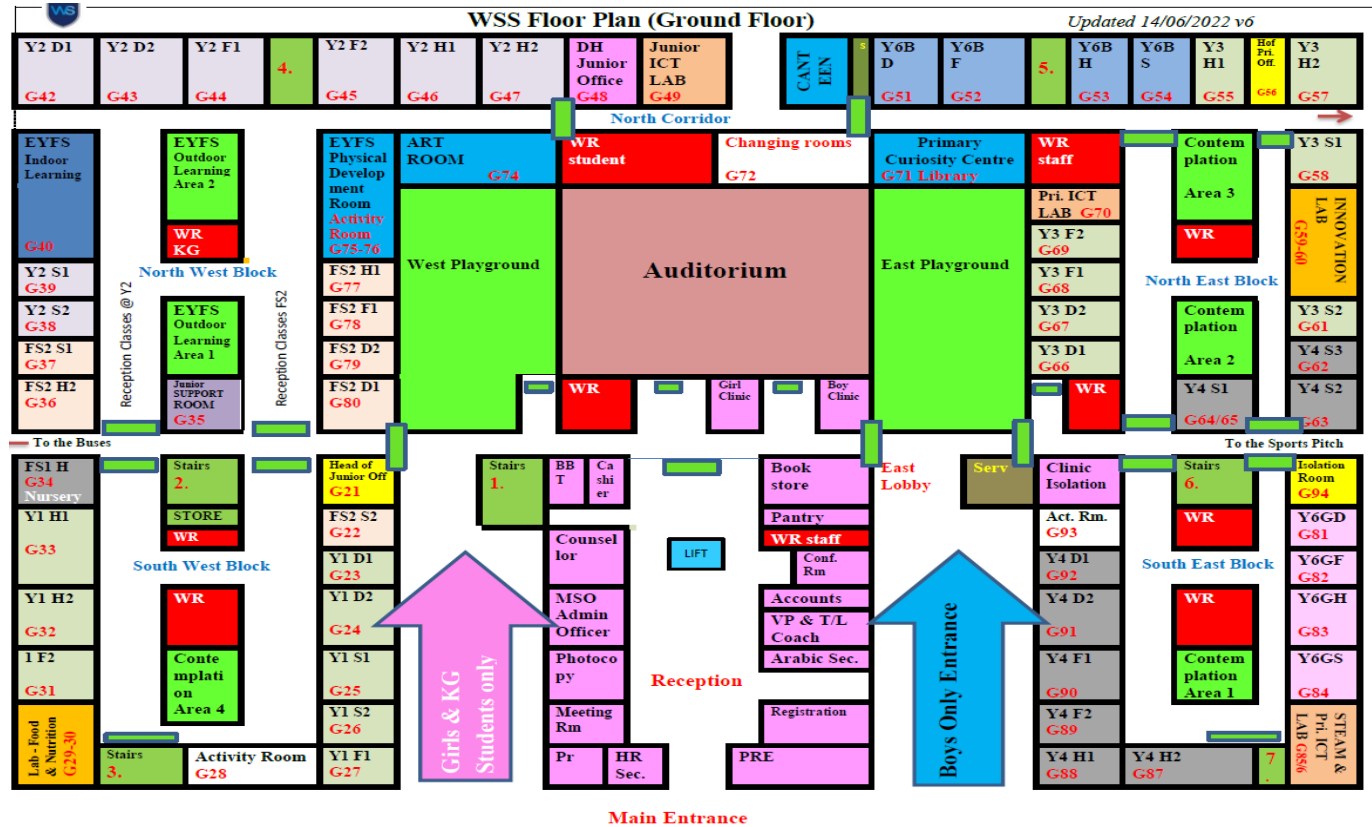 WS
WSS Floor Plan (Ground Floor)
Updated 14/06/2022 v6
Y2 D1
G42
Y2 D2
G43
Y2 F1
G44
4.
Y2 F2
G45
Y2 H1
G46
Y2 H2
G47
DH
Junior
Office
G48
Junior
ICT
LAB
G49
CANT
EEN
s
Y6B
D
G51
Y6B
F
G52
5.
Y6B
H
G53
Y6B
S
G54
Y3
H1
G55
Hof
Pri.
Off.
G56
Y3
H2
G57
North Corridor
EYFS
Indoor
Learning
G40
EYFS
Outdoor
Learning
Area 2
WR
KG
EYFS
Physical
Develop
ment
Room
Activity
Room
G75-76
ART
ROOM
G74
WR
student
Changing rooms
G72
Primary
Curiosity Centre
G71 Library
WR
staff
Contem
plation
Area 3
WR
Y3 S1
G58
INNOVATION
LAB
G59-60
Pri. ICT
LAB G70
Y3 F2
G69
Y3 F1
G68
Y3 D2
G67
Y3 D1
G66
WR
West Playground
Auditorium
East Playground
North West Block
North East Block
Y2 S1
G39
Y2 S2
G38
FS2 S1
G37
FS2 H2
G36
Reception Classes @ Y2
EYFS
Outdoor
Learning
Area 1
Junior
SUPPORT
ROOM
G35
Reception Classes FS2
FS2 H1
G77
FS2 F1
G78
FS2 D2
G79
FS2 D1
G80
WR
Girl
Clinic
Boy
Clinic
Contem
plation
Area 2
Y4 S1
G64/65
Y3 S2
G61
Y4 S3
G62
Y4 S2
G63
To the Buses
To the Sports Pitch
FS1 H
G34
Nursery
Y1 H1
G33
Y1 H2
G32
1 F2
G31
Lab - Food
& Nutrition
G29-30
Stairs
2.
STORE
WR
South West Block
WR
Conte
mplati
on
Area 4
Stairs
3.
Activity Room
G28
Head of
Junior Off
G21
FS2 S2
G22
Y1 D1
G23
Y1 D2
G24
Y1 S1
G25
Y1 S2
G26
Y1 F1
G27
Girls & KG
Students only
Stairs
1.
BB
T
Ca
shi
er
Counsel
lor
MSO
Admin
Officer
Photoco
py
Meeting
Rm
Pr
HR
Sec.
LIFT
Reception
Book
store
Pantry
WR staff
Conf.
Rm
Accounts
VP & T/L
Coach
Arabic Sec.
Registration
PRE
East
Lobby
Serv
Boys Only Entrance
Clinic
Isolation
Act. Rm.
G93
Y4 D1
G92
Y4 D2
G91
Y4 F1
G90
Y4 F2
G89
Y4 H1
G88
Y4 H2
G87
Stairs
6.
WR
South East Block
WR
Contem
plation
Area 1
7
.
Isolation
Room
G94
Y6GD
G81
Y6GF
G82
Y6GH
G83
Y6GS
G84
STEAM &
Pri. ICT
LAB G856
Main Entrance